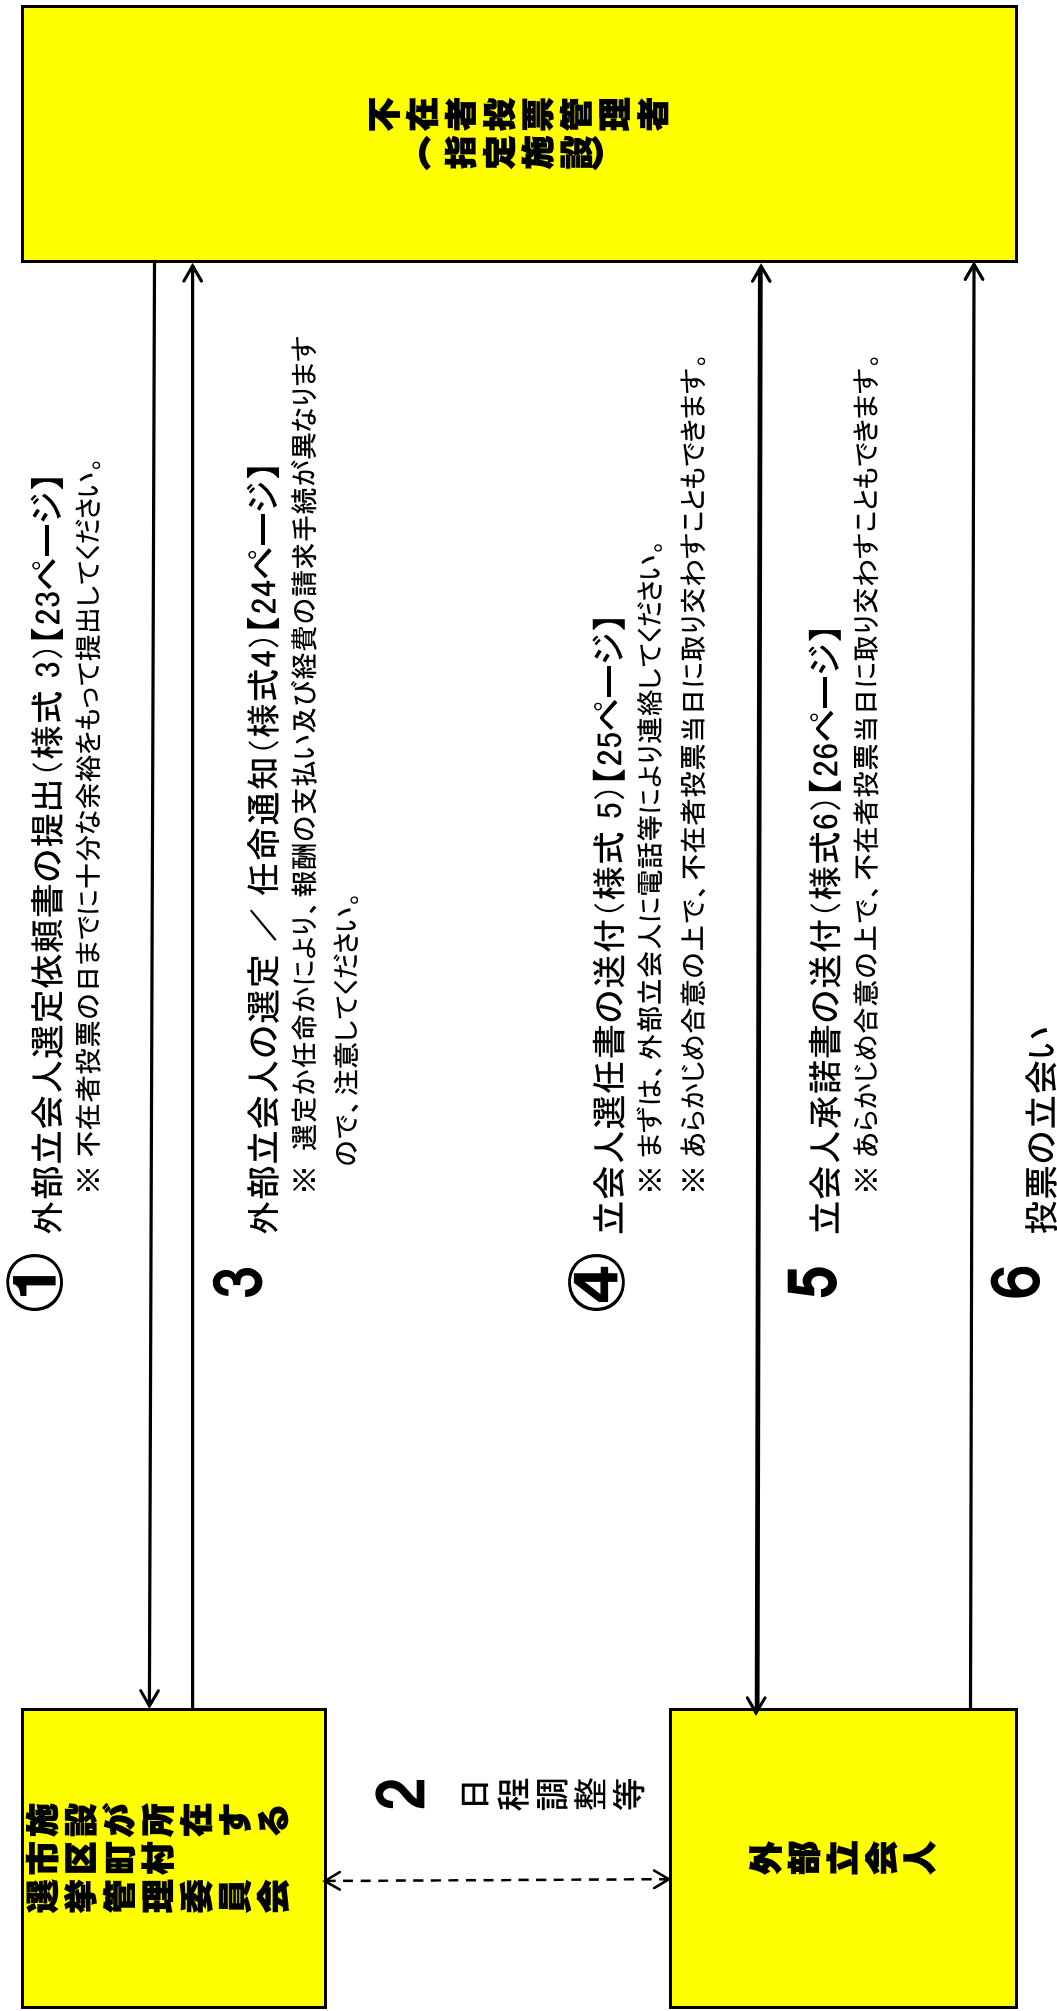 不在者投票管理者
（指定施設）
①
外部立会人選定依頼書の提出（様式 3）【23ページ】
※ 不在者投票の日までに十分な余裕をもって提出してください。
3
外部立会人の選定 ／ 任命通知（様式4）【24ページ】
※ 選定か任命かにより、報酬の支払い及び経費の請求手続が異なります
ので、注意してください。
④
立会人選任書の送付（様式 5）【25ページ】
※ まずは、外部立会人に電話等により連絡してください。
※ あらかじめ合意の上で、不在者投票当日に取り交わすこともできます。
5
立会人承諾書の送付（様式6）【26ページ】
※ あらかじめ合意の上で、不在者投票当日に取り交わすこともできます。
6
投票の立会い
施設が所在する
市区町村
選挙管理委員会
2
日程調整等
外部立会人